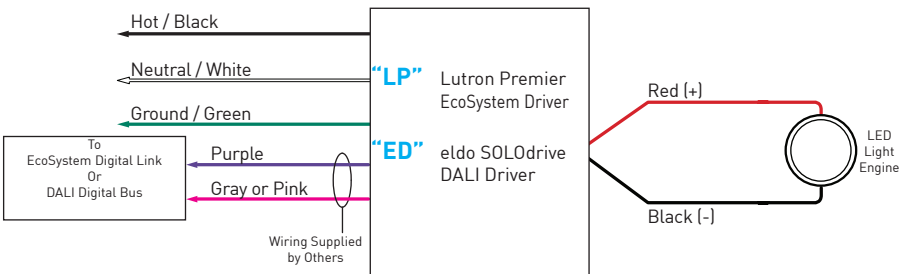 Hot / Black
Neutral / White
Ground / Green
To
EcoSystem Digital Link
Or
DALI Digital Bus
Purple
Gray or Pink
Wiring Supplied
by Others
“LP” Lutron Premier
EcoSystem Driver
“ED” eldo SOLOdrive
DALI Driver
Red (+)
Black (-)
LED
Light
Engine